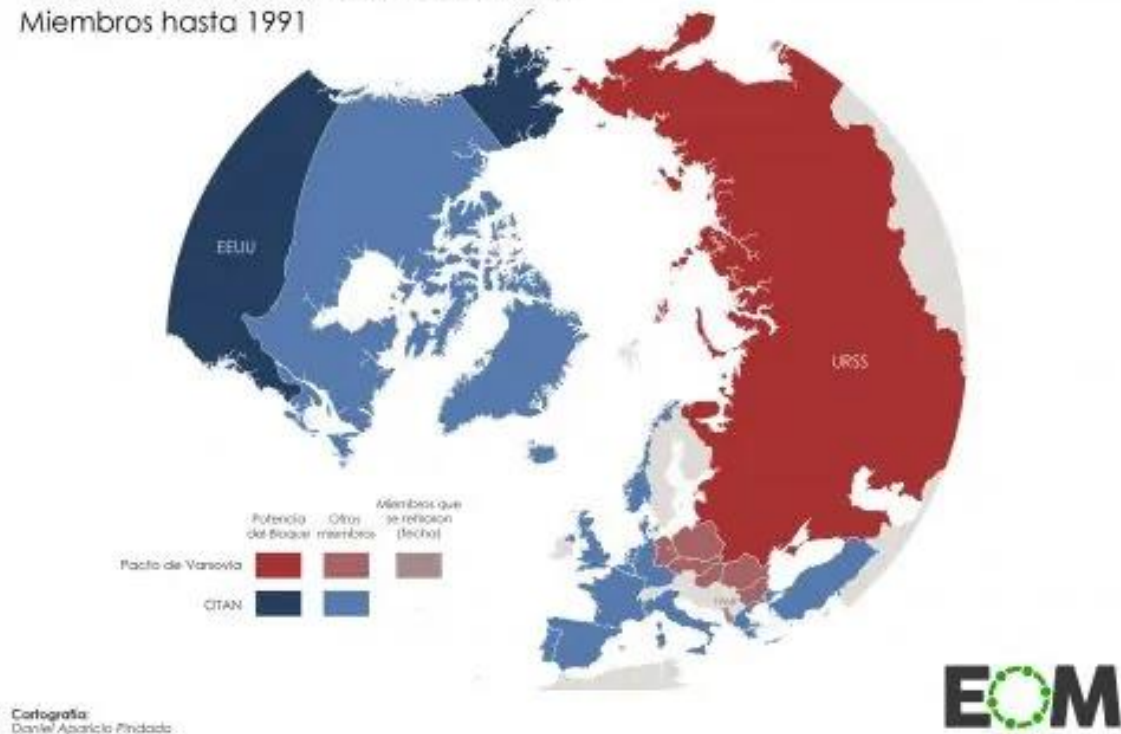 Miembros hasta 1991
EEUU
URSS
Potencia del Bloque
Otros miembros
Miembros que se retiraron (fecha)
Pacto de Varsovia
OTAN
1968
EOM
Cartografía:
Daniel Aparicio Pindado